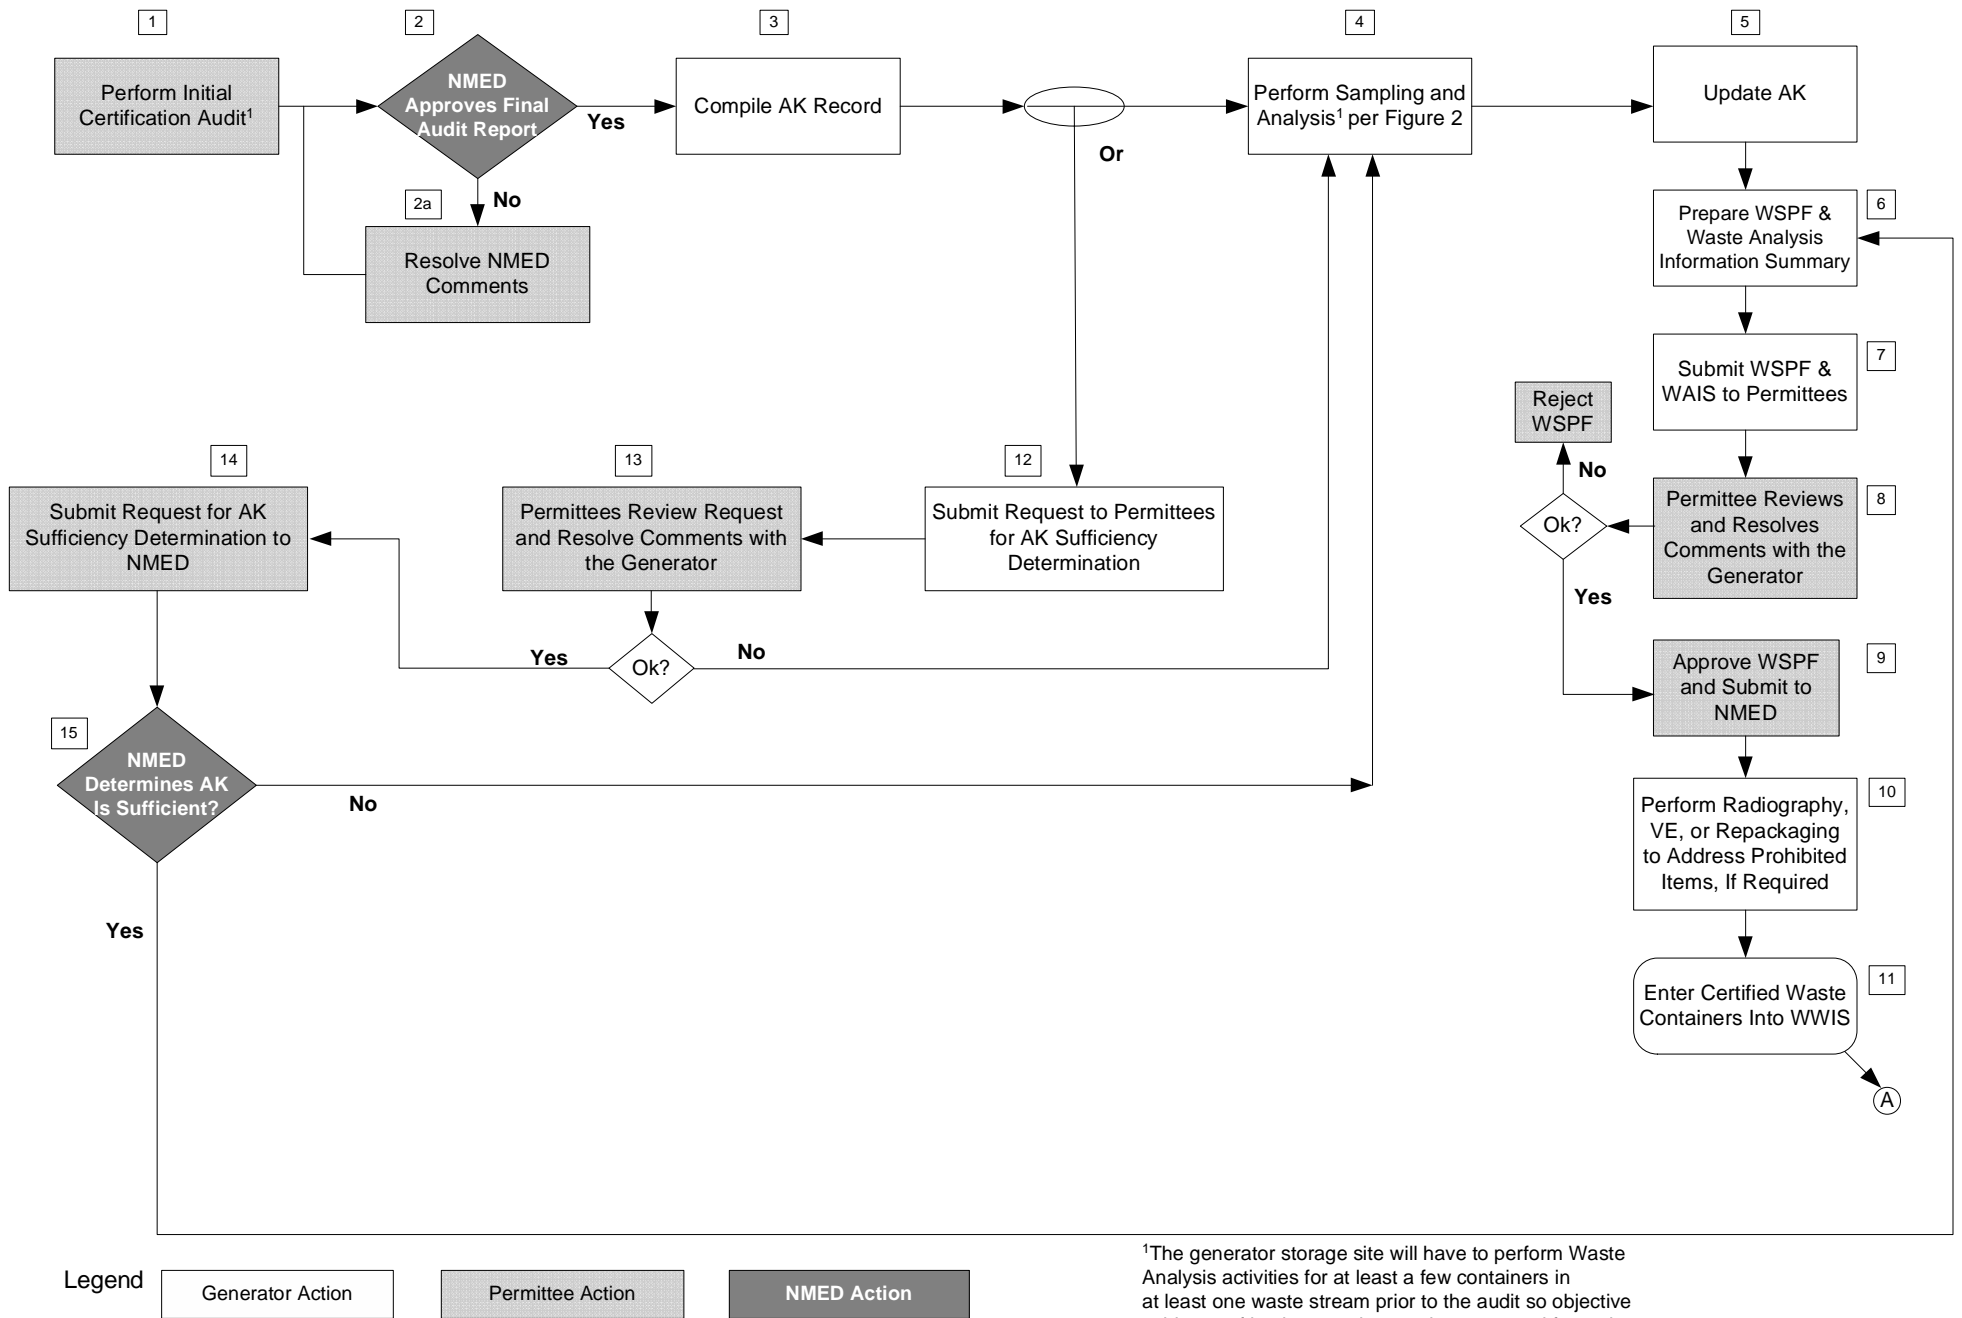 1
2
3
4
5
Perform Initial
Certification Audit¹
NMED
Approves Final
Audit Report
Yes
No
2a
Resolve NMED
Comments
Compile AK Record
Or
Perform Sampling and
Analysis¹ per Figure 2
Update AK
6
Prepare WSPF &
Waste Analysis
Information Summary
7
Submit WSPF &
WAIS to Permittees
Reject
WSPF
No
Ok?
Yes
8
Permittee Reviews
and Resolves
Comments with the
Generator
9
Approve WSPF
and Submit to
NMED
10
Perform Radiography,
VE, or Repackaging
to Address Prohibited
Items, If Required
11
Enter Certified Waste
Containers Into WWIS
A
12
Submit Request to Permittees
for AK Sufficiency
Determination
13
Permittees Review Request
and Resolve Comments with
the Generator
Ok?
Yes
No
14
Submit Request for AK
Sufficiency Determination to
NMED
15
NMED
Determines AK
Is Sufficient?
No
Yes
Legend
Generator Action
Permittee Action
NMED Action
¹The generator storage site will have to perform Waste
Analysis activities for at least a few containers in
at least one waste stream prior to the audit so objective